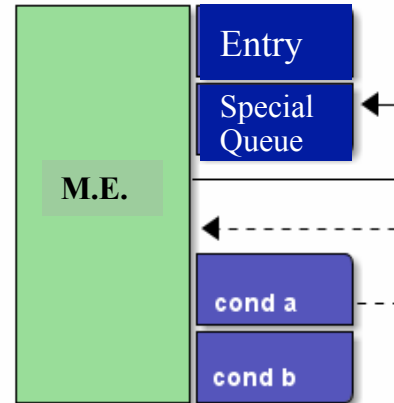 Entry
Special
Queue
M.E.
cond a
cond b